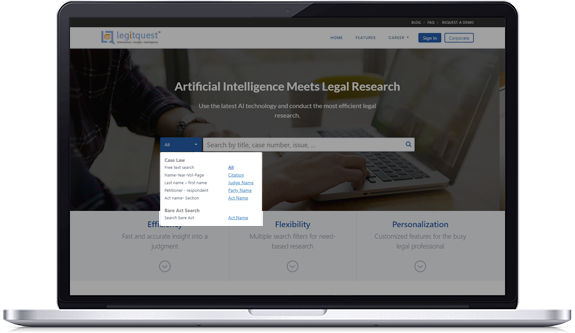 BLOG | FAQ | REQUEST A DEMO
legitquest
HOME FEATURES CAREER Sign In Corporate
Artificial Intelligence Meets Legal Research
Use the latest AI technology and conduct the most efficient legal
research.
All Search by title, case number, issue, ...
Case Law
Free text search All
Name-Year-Vol-Page Citation
Last name - first name Judge Name
Petitioner - respondent Party Name
Act name- Section Act Name
Bare Act Search
Search bare Act Act Name
Efficiency Flexibility Personalization
Fast and accurate insight into a Multiple search filters for need- Customized features for the busy
judgment based research legal professional